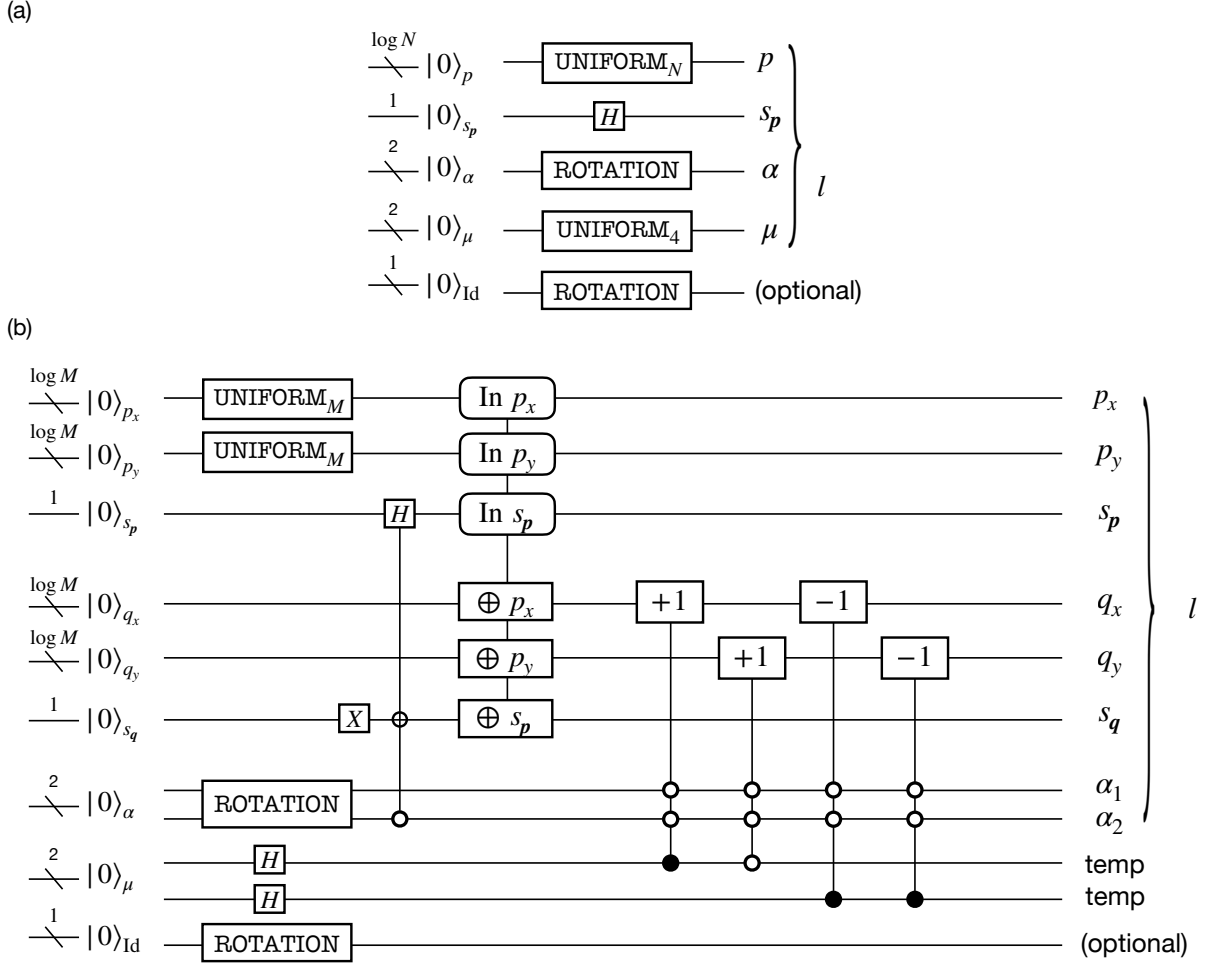 (a)
log N |0⟩_p UNIFORM_N p
1 |0⟩_{s_p} H s_p
2 |0⟩_α ROTATION α
l
2 |0⟩_μ UNIFORM_4 μ
1 |0⟩_Id ROTATION (optional)
(b)
log M |0⟩_{p_x} UNIFORM_M In p_x p_x
log M |0⟩_{p_y} UNIFORM_M In p_y p_y
1 |0⟩_{s_p} H In s_p s_p
log M |0⟩_{q_x} ⊕ p_x +1 −1 q_x l
log M |0⟩_{q_y} ⊕ p_y +1 −1 q_y
1 |0⟩_{s_q} X ⊕ s_p s_q
α_1
2 |0⟩_α ROTATION
α_2
2 |0⟩_μ H temp
H temp
1 |0⟩_Id ROTATION (optional)